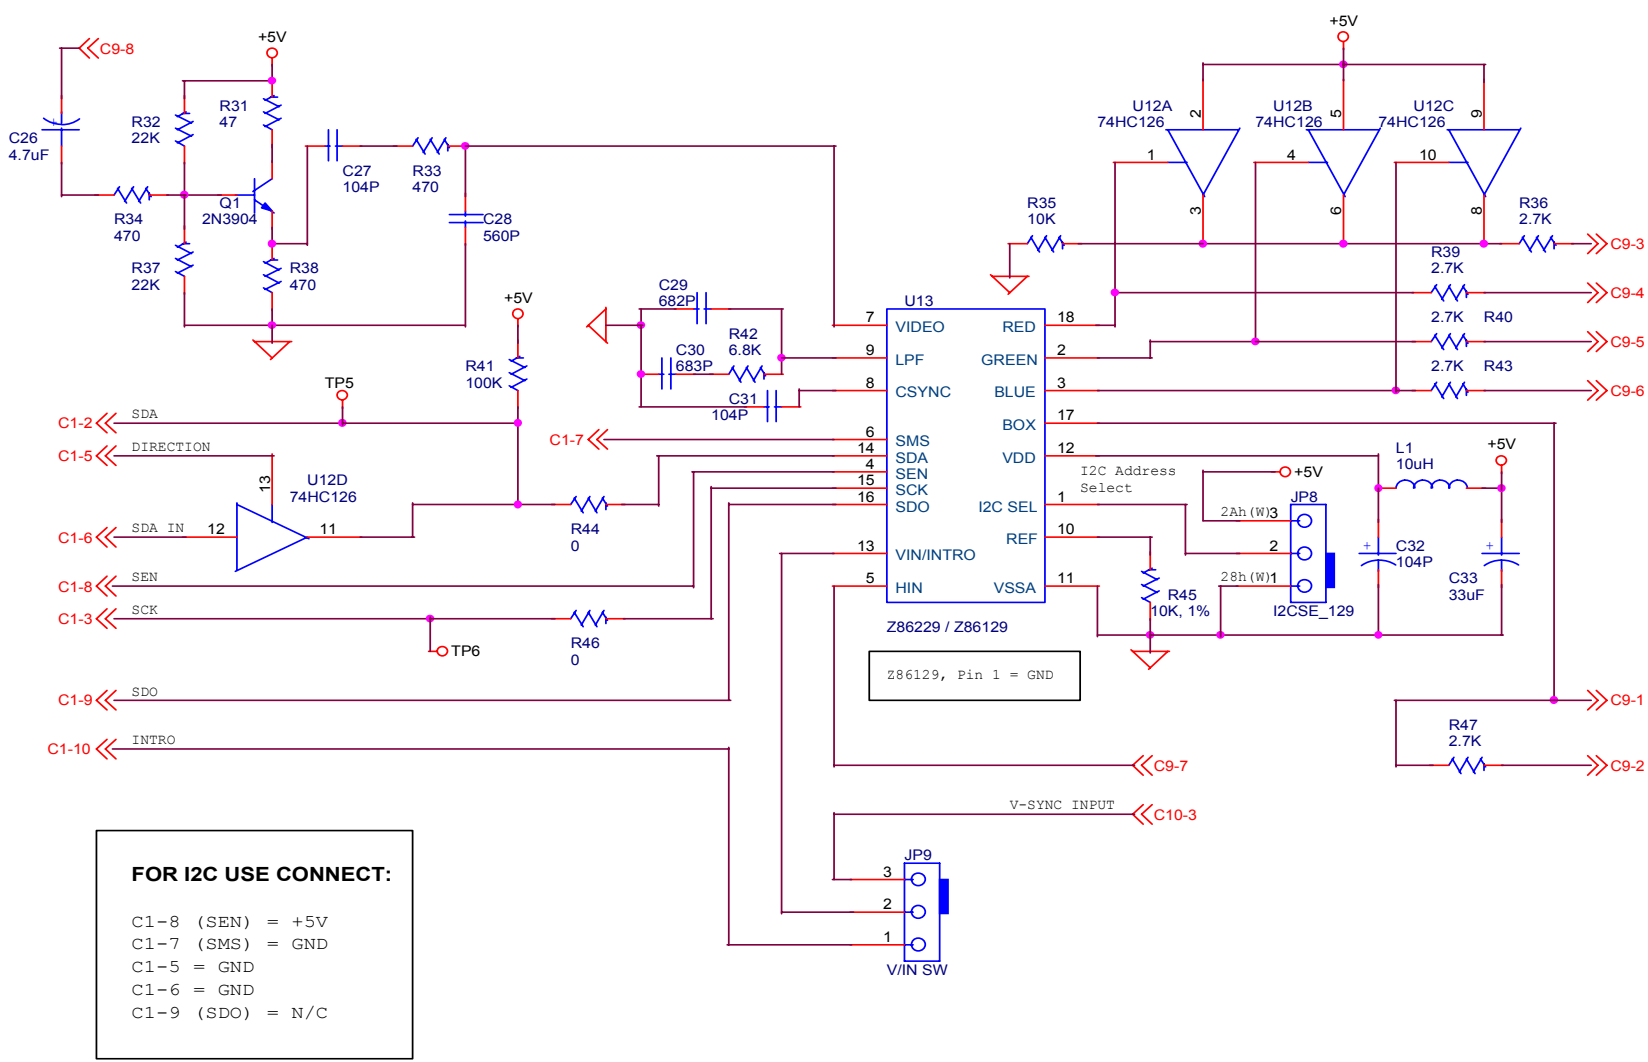 C9-8
+5V
C26
4.7uF
R32
22K
R31
47
R34
470
Q1
2N3904
R37
22K
R38
470
C27
104P
R33
470
C28
560P
+5V
U12A
74HC126
2
1
3
U12B
74HC126
5
4
6
U12C
74HC126
9
10
8
R35
10K
R36
2.7K
C9-3
R39
2.7K
C9-4
2.7K R40
C9-5
2.7K R43
C9-6
+5V
R41
100K
C29
682P
R42
6.8K
C30
683P
C31
104P
U13
7 VIDEO
9 LPF
8 CSYNC
6 SMS
14 SDA
4 SEN
15 SCK
16 SDO
13 VIN/INTRO
5 HIN
RED 18
GREEN 2
BLUE 3
BOX 17
VDD 12
I2C SEL 1
REF 10
VSSA 11
Z86229 / Z86129
Z86129, Pin 1 = GND
TP5
C1-2 SDA
C1-5 DIRECTION
U12D
74HC126
13
C1-6 SDA IN 12
11
C1-7
R44
0
C1-8 SEN
C1-3 SCK
TP6
R46
0
C1-9 SDO
C1-10 INTRO
I2C Address
Select
+5V
JP8
2Ah(W) 3
2
28h(W) 1
I2CSE_129
R45
10K, 1%
L1
10uH
+5V
+
C32
104P
+
C33
33uF
C9-1
R47
2.7K
C9-2
C9-7
V-SYNC INPUT
C10-3
JP9
3
2
1
V/IN SW
FOR I2C USE CONNECT:
C1-8 (SEN) = +5V
C1-7 (SMS) = GND
C1-5 = GND
C1-6 = GND
C1-9 (SDO) = N/C